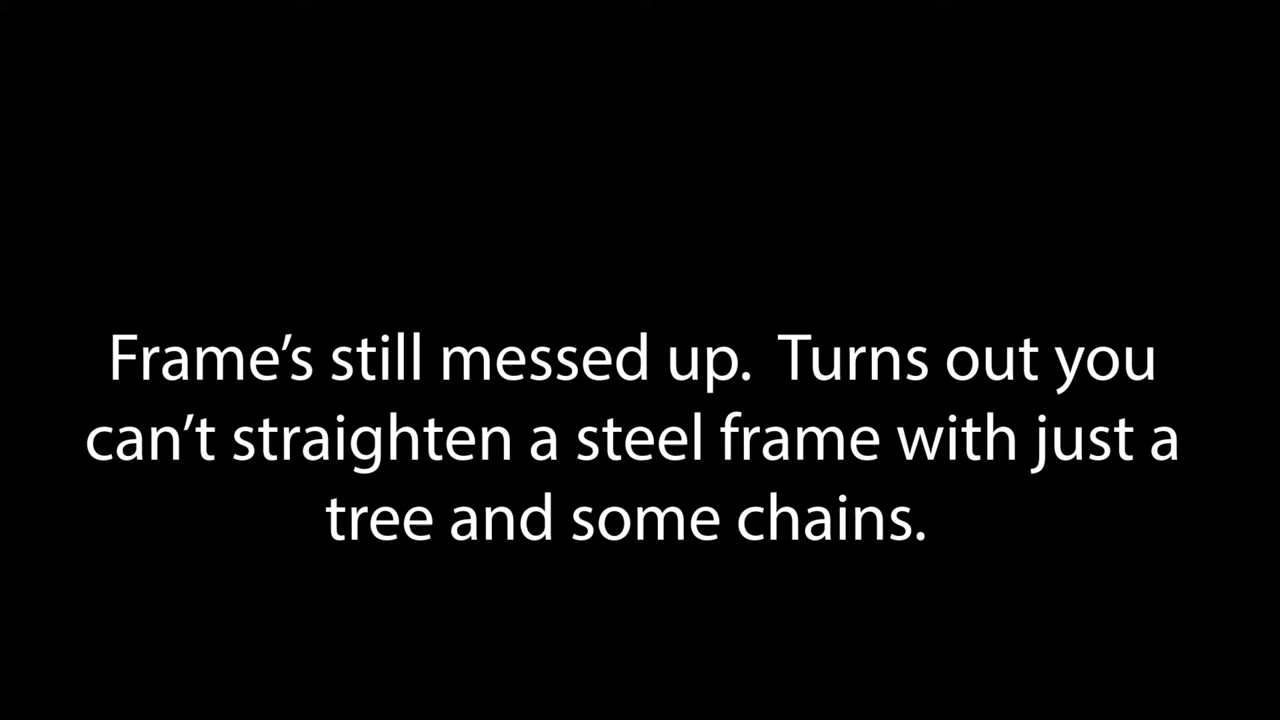 Frame’s still messed up.  Turns out you
can’t straighten a steel frame with just a
tree and some chains.